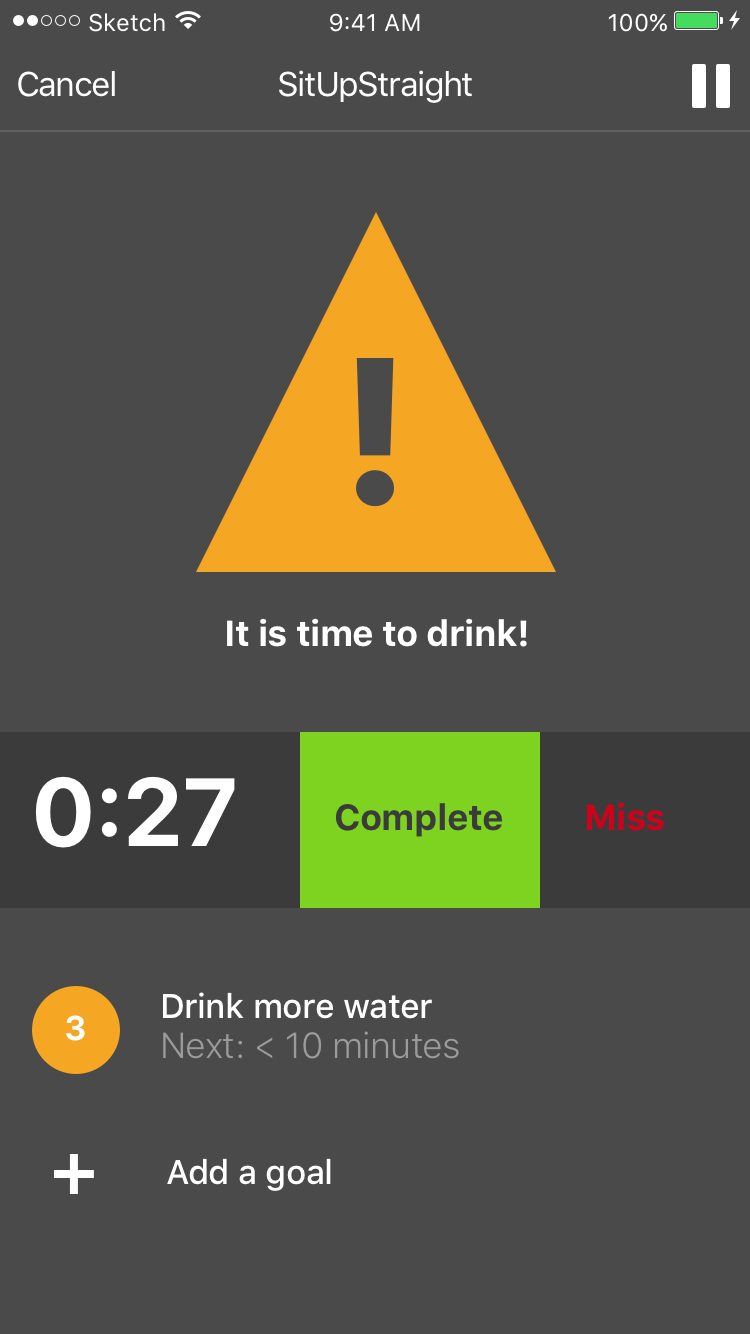 Sketch 9:41 AM 100%
Cancel SitUpStraight
!
It is time to drink!
0:27 Complete Miss
3 Drink more water
Next: < 10 minutes
+ Add a goal